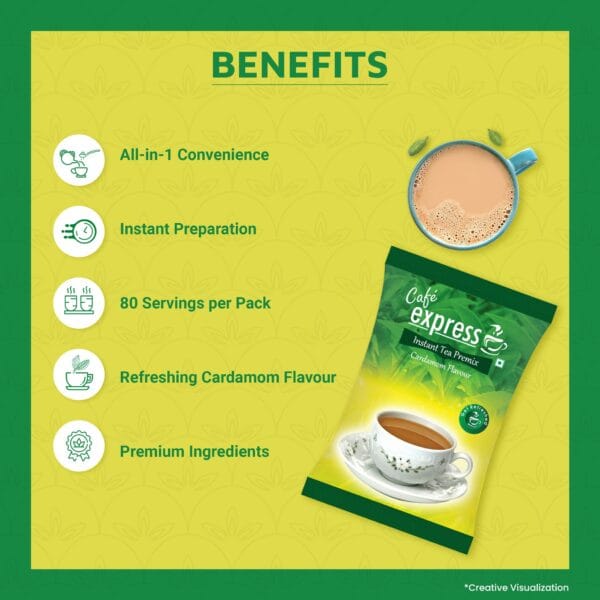 BENEFITS
All-in-1 Convenience
Instant Preparation
80 Servings per Pack
Refreshing Cardamom Flavour
Premium Ingredients
Café
express
Instant Tea Premix
Cardamom Flavour
*Creative Visualization